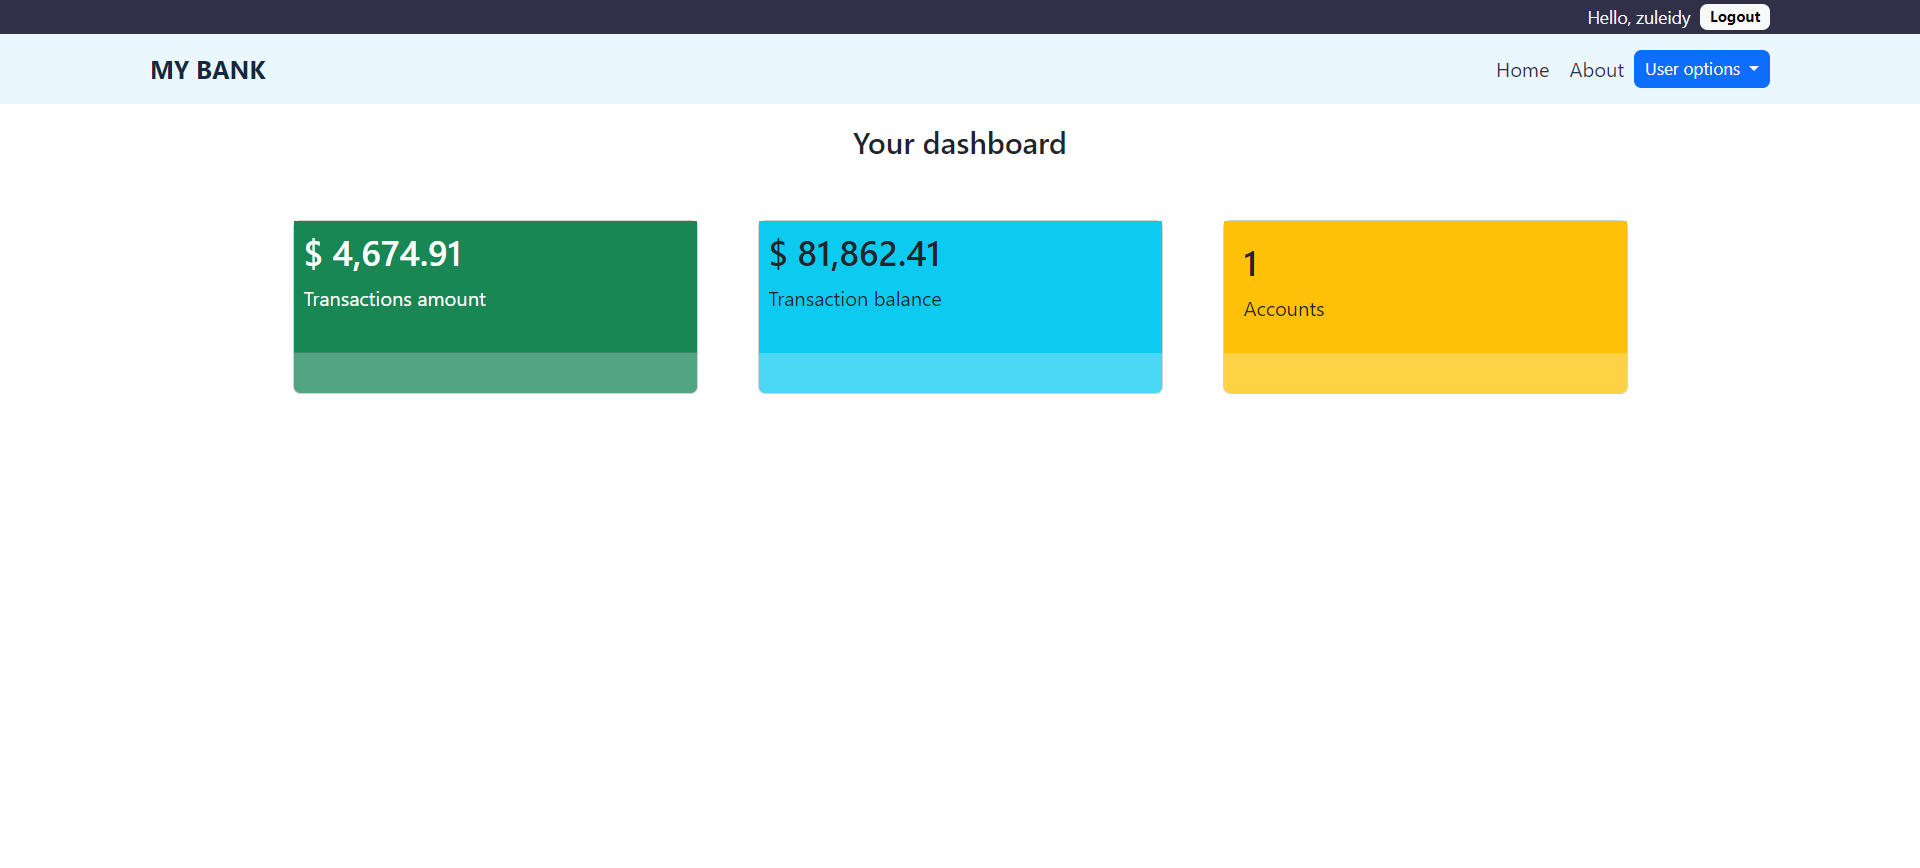 Hello, zuleidy Logout
MY BANK Home About User options
Your dashboard
$ 4,674.91
Transactions amount
$ 81,862.41
Transaction balance
1
Accounts